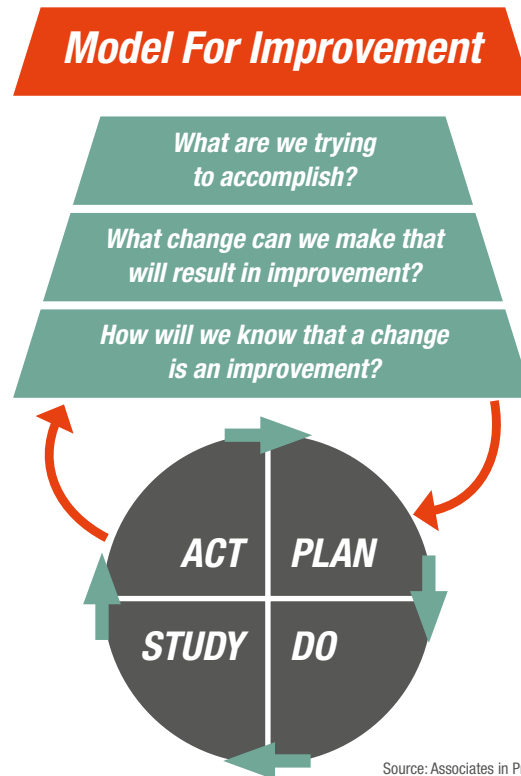 Model For Improvement
What are we trying
to accomplish?
What change can we make that
will result in improvement?
How will we know that a change
is an improvement?
ACT PLAN
STUDY DO
Source: Associates in